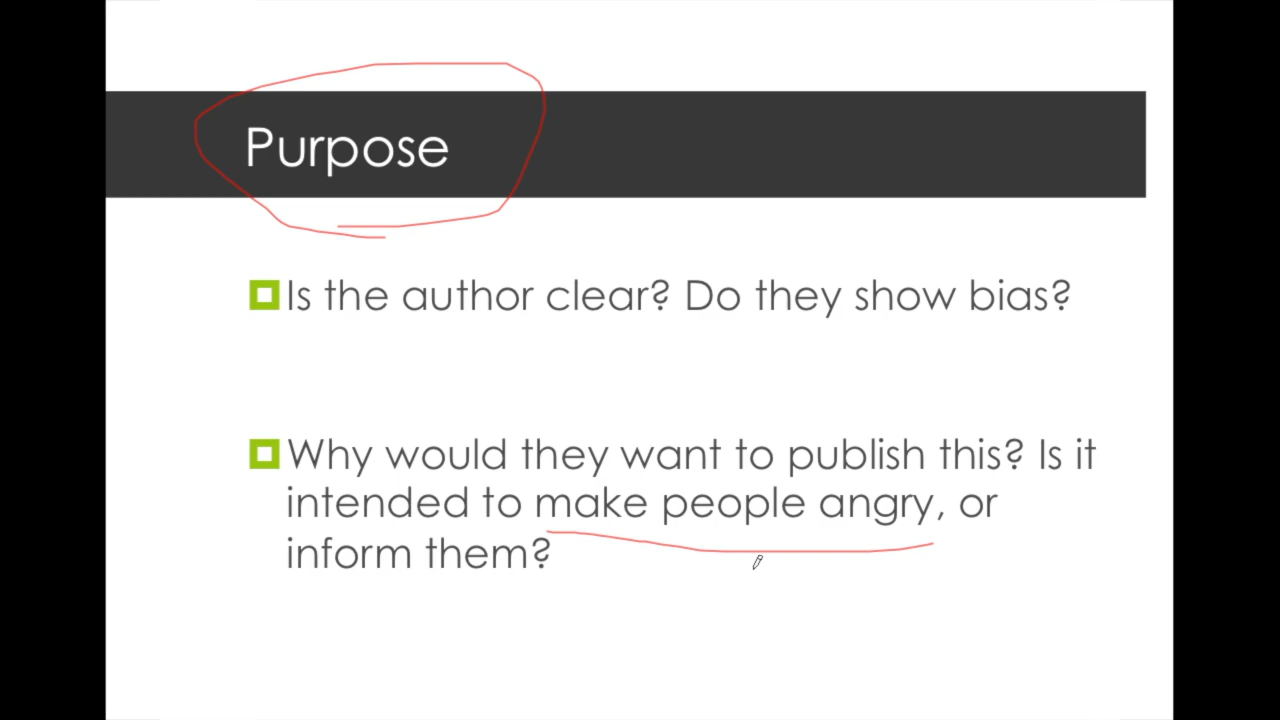 Purpose
Is the author clear? Do they show bias?
Why would they want to publish this? Is it
intended to make people angry, or
inform them?